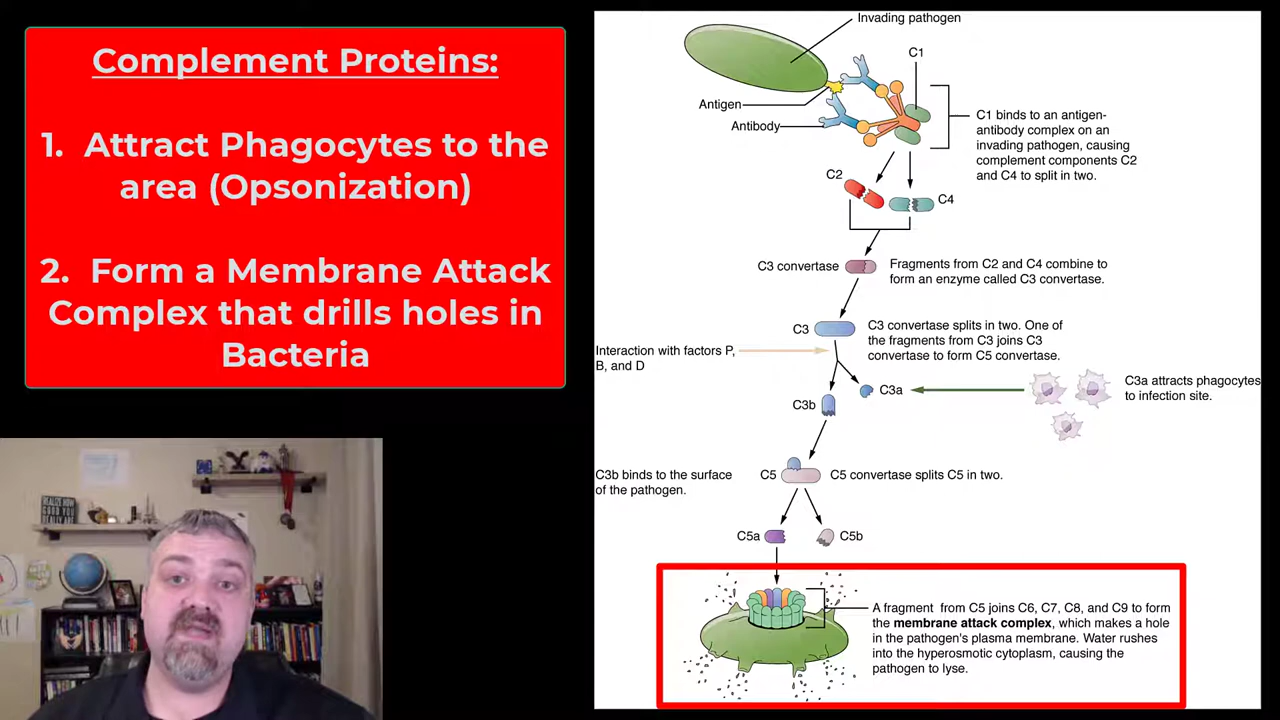 Complement Proteins:
1. Attract Phagocytes to the
area (Opsonization)
2. Form a Membrane Attack
Complex that drills holes in
Bacteria
Invading pathogen
C1
Antigen
Antibody
C1 binds to an antigen-
antibody complex on an
invading pathogen, causing
complement components C2
and C4 to split in two.
C2
C4
C3 convertase
Fragments from C2 and C4 combine to
form an enzyme called C3 convertase.
C3
C3 convertase splits in two. One of
the fragments from C3 joins C3
convertase to form C5 convertase.
Interaction with factors P,
B, and D
C3a
C3a attracts phagocytes
to infection site.
C3b
C3b binds to the surface
of the pathogen.
C5
C5 convertase splits C5 in two.
C5a
C5b
A fragment from C5 joins C6, C7, C8, and C9 to form
the membrane attack complex, which makes a hole
in the pathogen's plasma membrane. Water rushes
into the hyperosmotic cytoplasm, causing the
pathogen to lyse.
REALIZE HOW
GOOD YOU
REALLY ARE